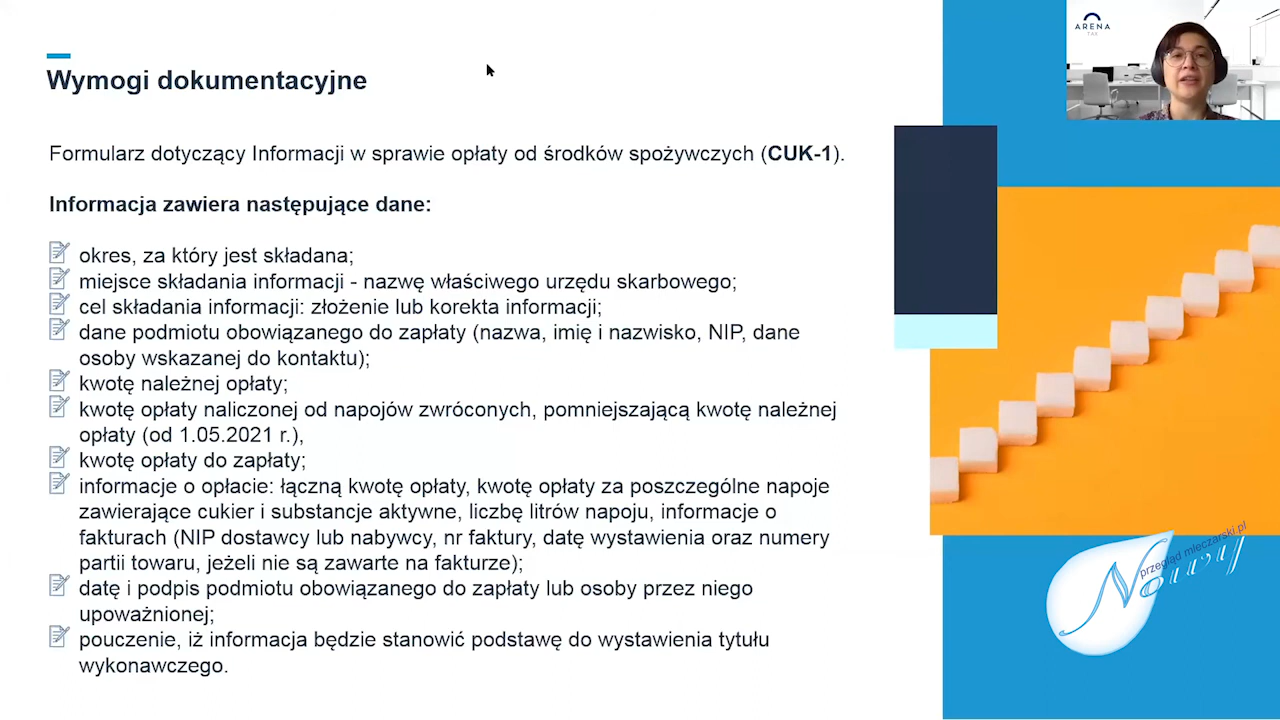 ARENA
TAX
Wymogi dokumentacyjne
Formularz dotyczący Informacji w sprawie opłaty od środków spożywczych (CUK-1).
Informacja zawiera następujące dane:
okres, za który jest składana;
miejsce składania informacji - nazwę właściwego urzędu skarbowego;
cel składania informacji: złożenie lub korekta informacji;
dane podmiotu obowiązanego do zapłaty (nazwa, imię i nazwisko, NIP, dane
osoby wskazanej do kontaktu);
kwotę należnej opłaty;
kwotę opłaty naliczonej od napojów zwróconych, pomniejszającą kwotę należnej
opłaty (od 1.05.2021 r.),
kwotę opłaty do zapłaty;
informacje o opłacie: łączną kwotę opłaty, kwotę opłaty za poszczególne napoje
zawierające cukier i substancje aktywne, liczbę litrów napoju, informacje o
fakturach (NIP dostawcy lub nabywcy, nr faktury, datę wystawienia oraz numery
partii towaru, jeżeli nie są zawarte na fakturze);
datę i podpis podmiotu obowiązanego do zapłaty lub osoby przez niego
upoważnionej;
pouczenie, iż informacja będzie stanowić podstawę do wystawienia tytułu
wykonawczego.
przegląd mleczarski.pl
Nowy